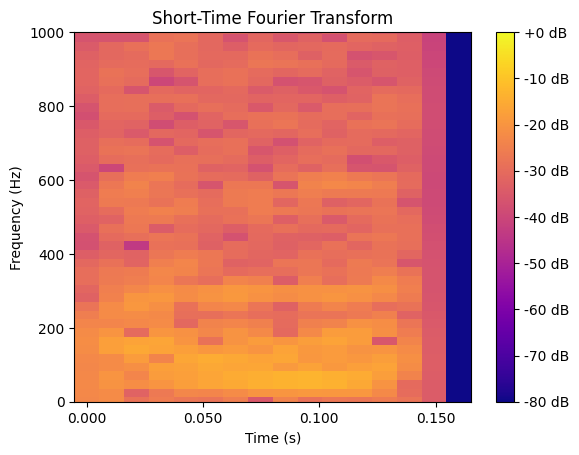 Short-Time Fourier Transform
Frequency (Hz)
1000
800
600
400
200
0
0.000
0.050
0.100
0.150
Time (s)
+0 dB
-10 dB
-20 dB
-30 dB
-40 dB
-50 dB
-60 dB
-70 dB
-80 dB